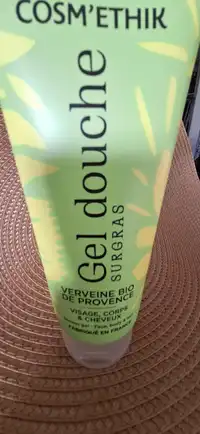 COSM'ETHIK
Gel douche
SURGRAS
VERVEINE BIO
DE PROVENCE
VISAGE, CORPS
& CHEVEUX
FABRIQUÉ EN FRANCE